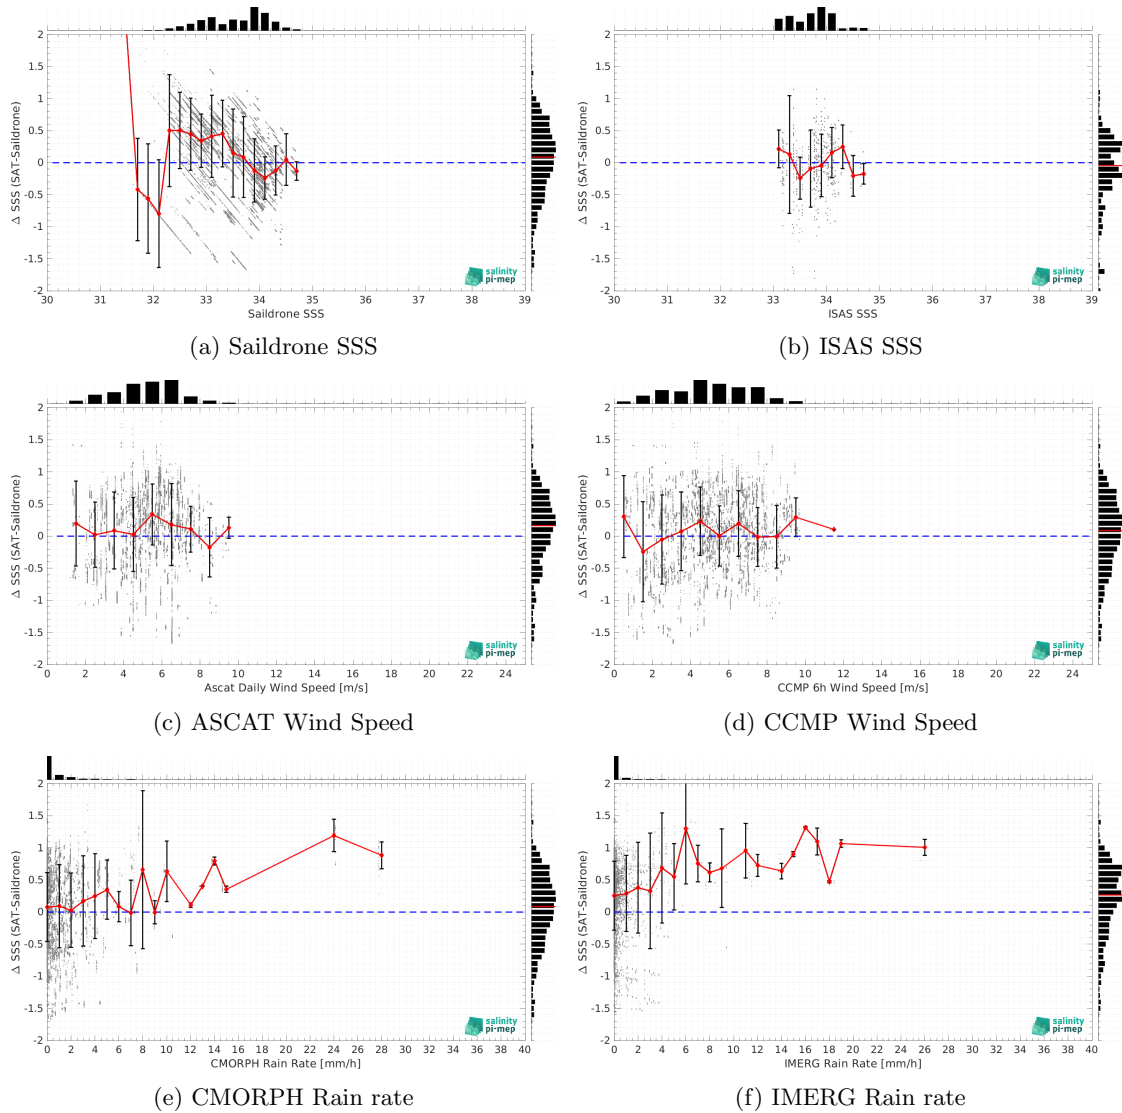 2
1.5
1
0.5
0
-0.5
-1
-1.5
-2
Δ SSS (SAT-Saildrone)
30 31 32 33 34 35 36 37 38 39
Saildrone SSS
salinity
pi-mep
(a) Saildrone SSS
2
1.5
1
0.5
0
-0.5
-1
-1.5
-2
Δ SSS (SAT-Saildrone)
30 31 32 33 34 35 36 37 38 39
ISAS SSS
salinity
pi-mep
(b) ISAS SSS
2
1.5
1
0.5
0
-0.5
-1
-1.5
-2
Δ SSS (SAT-Saildrone)
0 2 4 6 8 10 12 14 16 18 20 22 24
Ascat Daily Wind Speed [m/s]
salinity
pi-mep
(c) ASCAT Wind Speed
2
1.5
1
0.5
0
-0.5
-1
-1.5
-2
Δ SSS (SAT-Saildrone)
0 2 4 6 8 10 12 14 16 18 20 22 24
CCMP 6h Wind Speed [m/s]
salinity
pi-mep
(d) CCMP Wind Speed
2
1.5
1
0.5
0
-0.5
-1
-1.5
-2
Δ SSS (SAT-Saildrone)
0 2 4 6 8 10 12 14 16 18 20 22 24 26 28 30 32 34 36 38 40
CMORPH Rain Rate [mm/h]
salinity
pi-mep
(e) CMORPH Rain rate
2
1.5
1
0.5
0
-0.5
-1
-1.5
-2
Δ SSS (SAT-Saildrone)
0 2 4 6 8 10 12 14 16 18 20 22 24 26 28 30 32 34 36 38 40
IMERG Rain Rate [mm/h]
salinity
pi-mep
(f) IMERG Rain rate